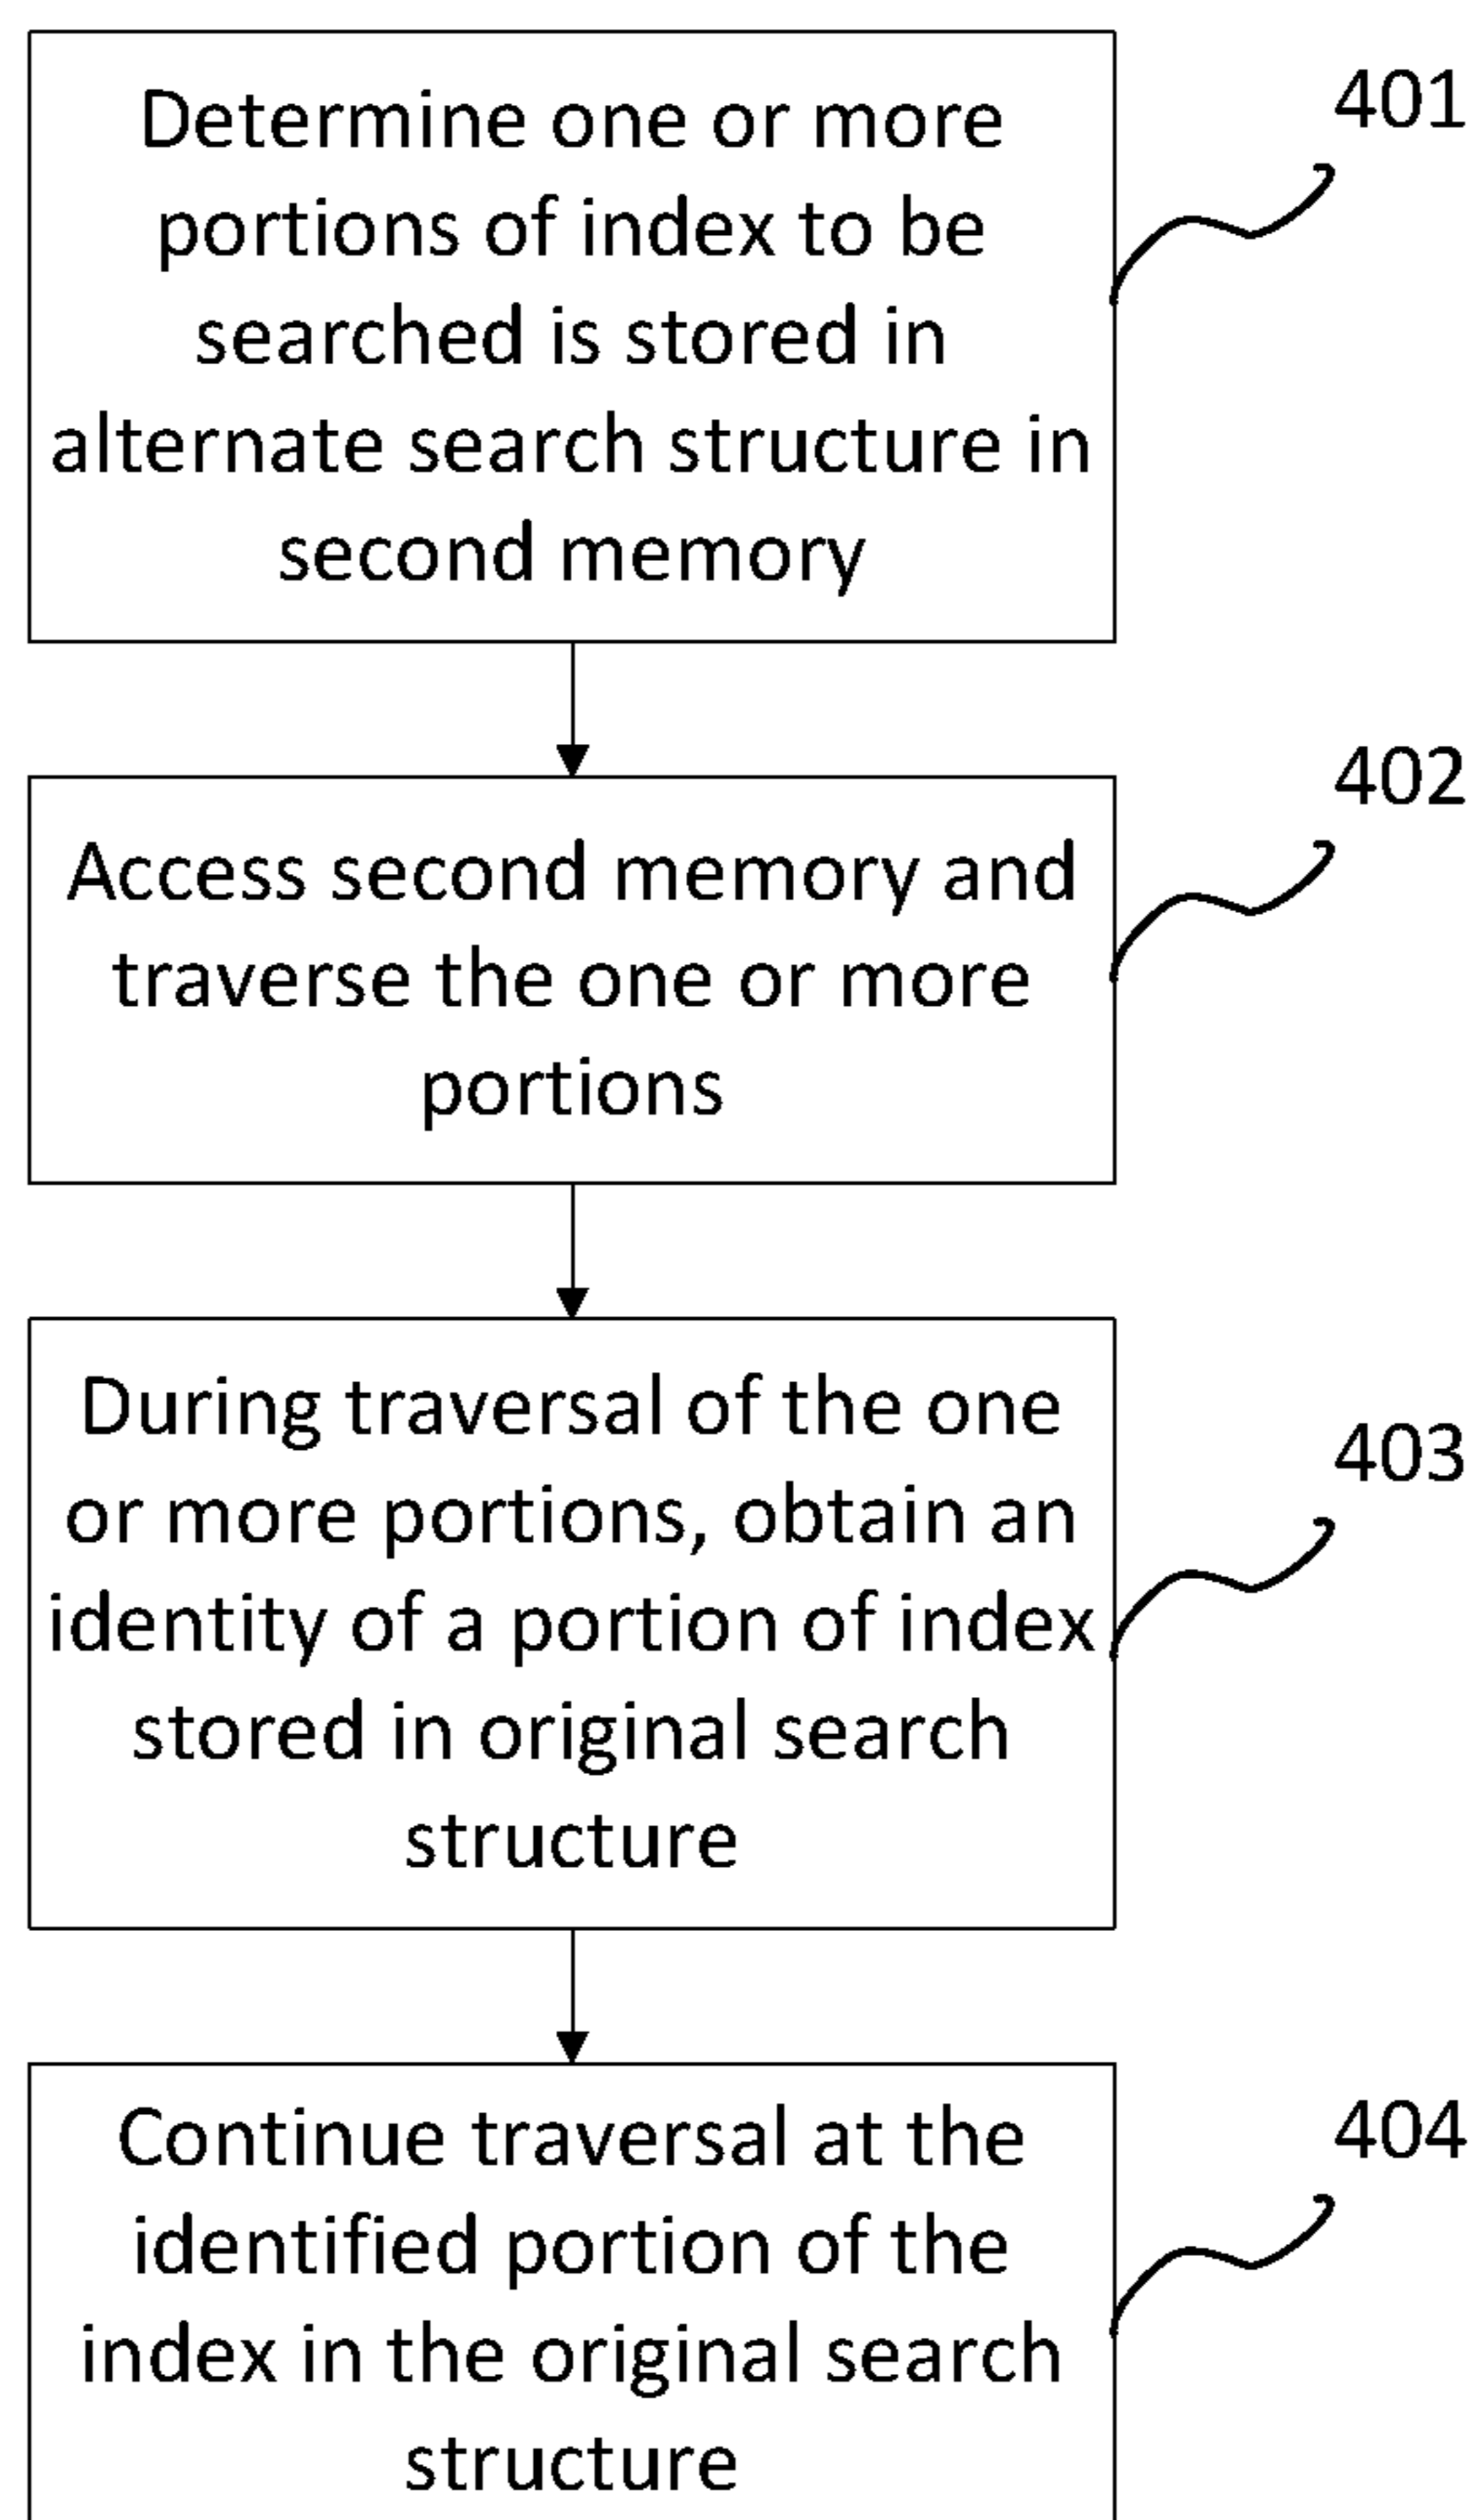 Determine one or more
portions of index to be
searched is stored in
alternate search structure in
second memory
401
Access second memory and
traverse the one or more
portions
402
During traversal of the one
or more portions, obtain an
identity of a portion of index
stored in original search
structure
403
Continue traversal at the
identified portion of the
index in the original search
structure
404